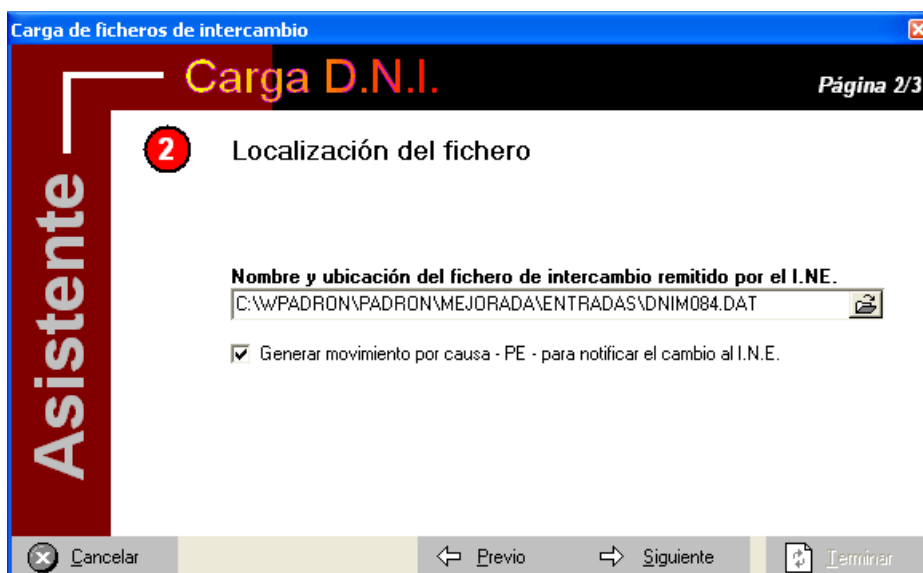 Carga de ficheros de intercambio
Carga D.N.I.
Página 2/3
Asistente
2
Localización del fichero
Nombre y ubicación del fichero de intercambio remitido por el I.NE.
C:\WPADRON\PADRON\MEJORADA\ENTRADAS\DNIM084.DAT
Generar movimiento por causa - PE - para notificar el cambio al I.N.E.
Cancelar
Previo
Siguiente
Terminar